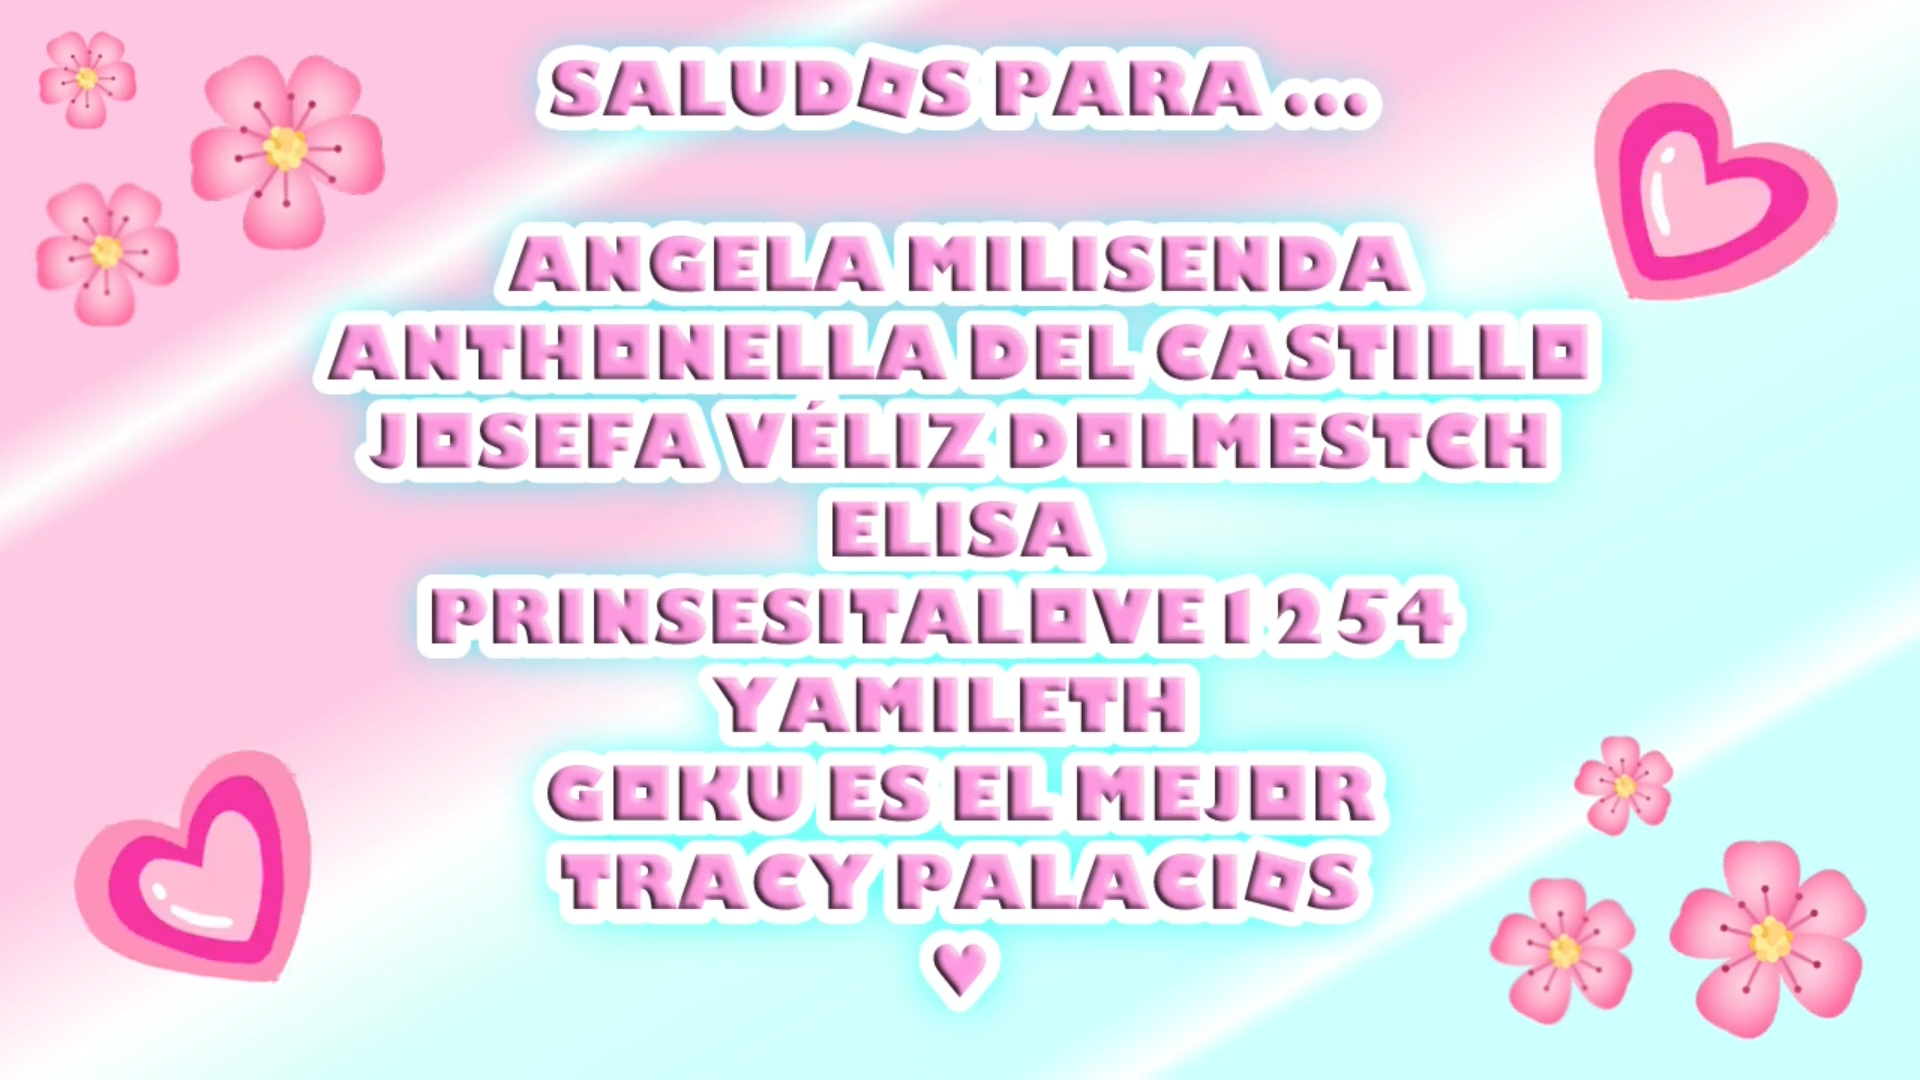 SALUDOS PARA ...
ANGELA MILISENDA
ANTHONELLA DEL CASTILLO
JOSEFA VÉLIZ DOLMESTCH
ELISA
PRINSESITALOVE1254
YAMILETH
GOKU ES EL MEJOR
TRACY PALACIOS
♥